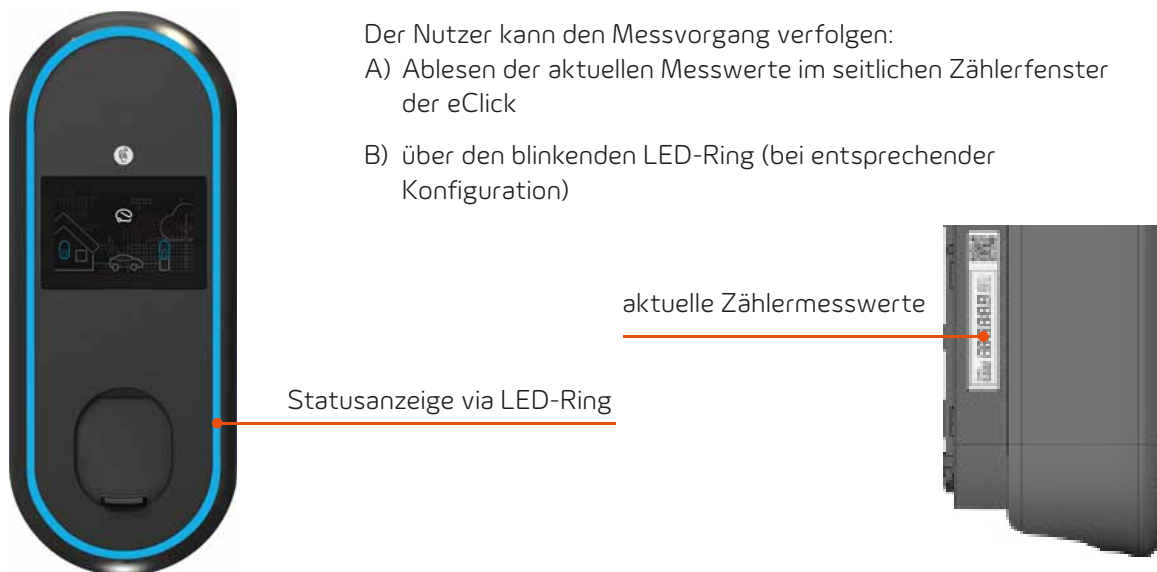 Der Nutzer kann den Messvorgang verfolgen:
A) Ablesen der aktuellen Messwerte im seitlichen Zählerfenster
der eClick
B) über den blinkenden LED-Ring (bei entsprechender
Konfiguration)
aktuelle Zählermesswerte
Statusanzeige via LED-Ring